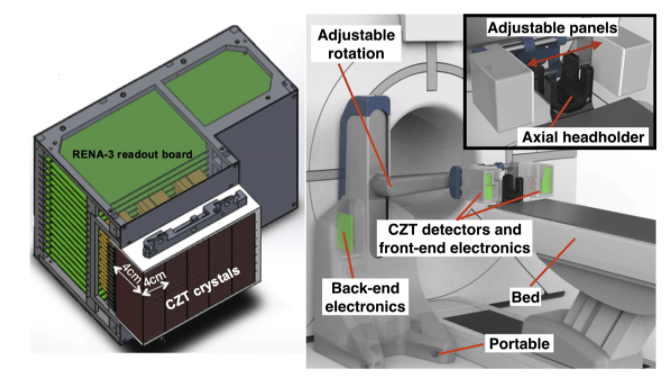 RENA-3 readout board
4cm
4cm
CZT crystals
Adjustable
rotation
Adjustable panels
Axial headholder
CZT detectors and
front-end electronics
Back-end
electronics
Bed
Portable